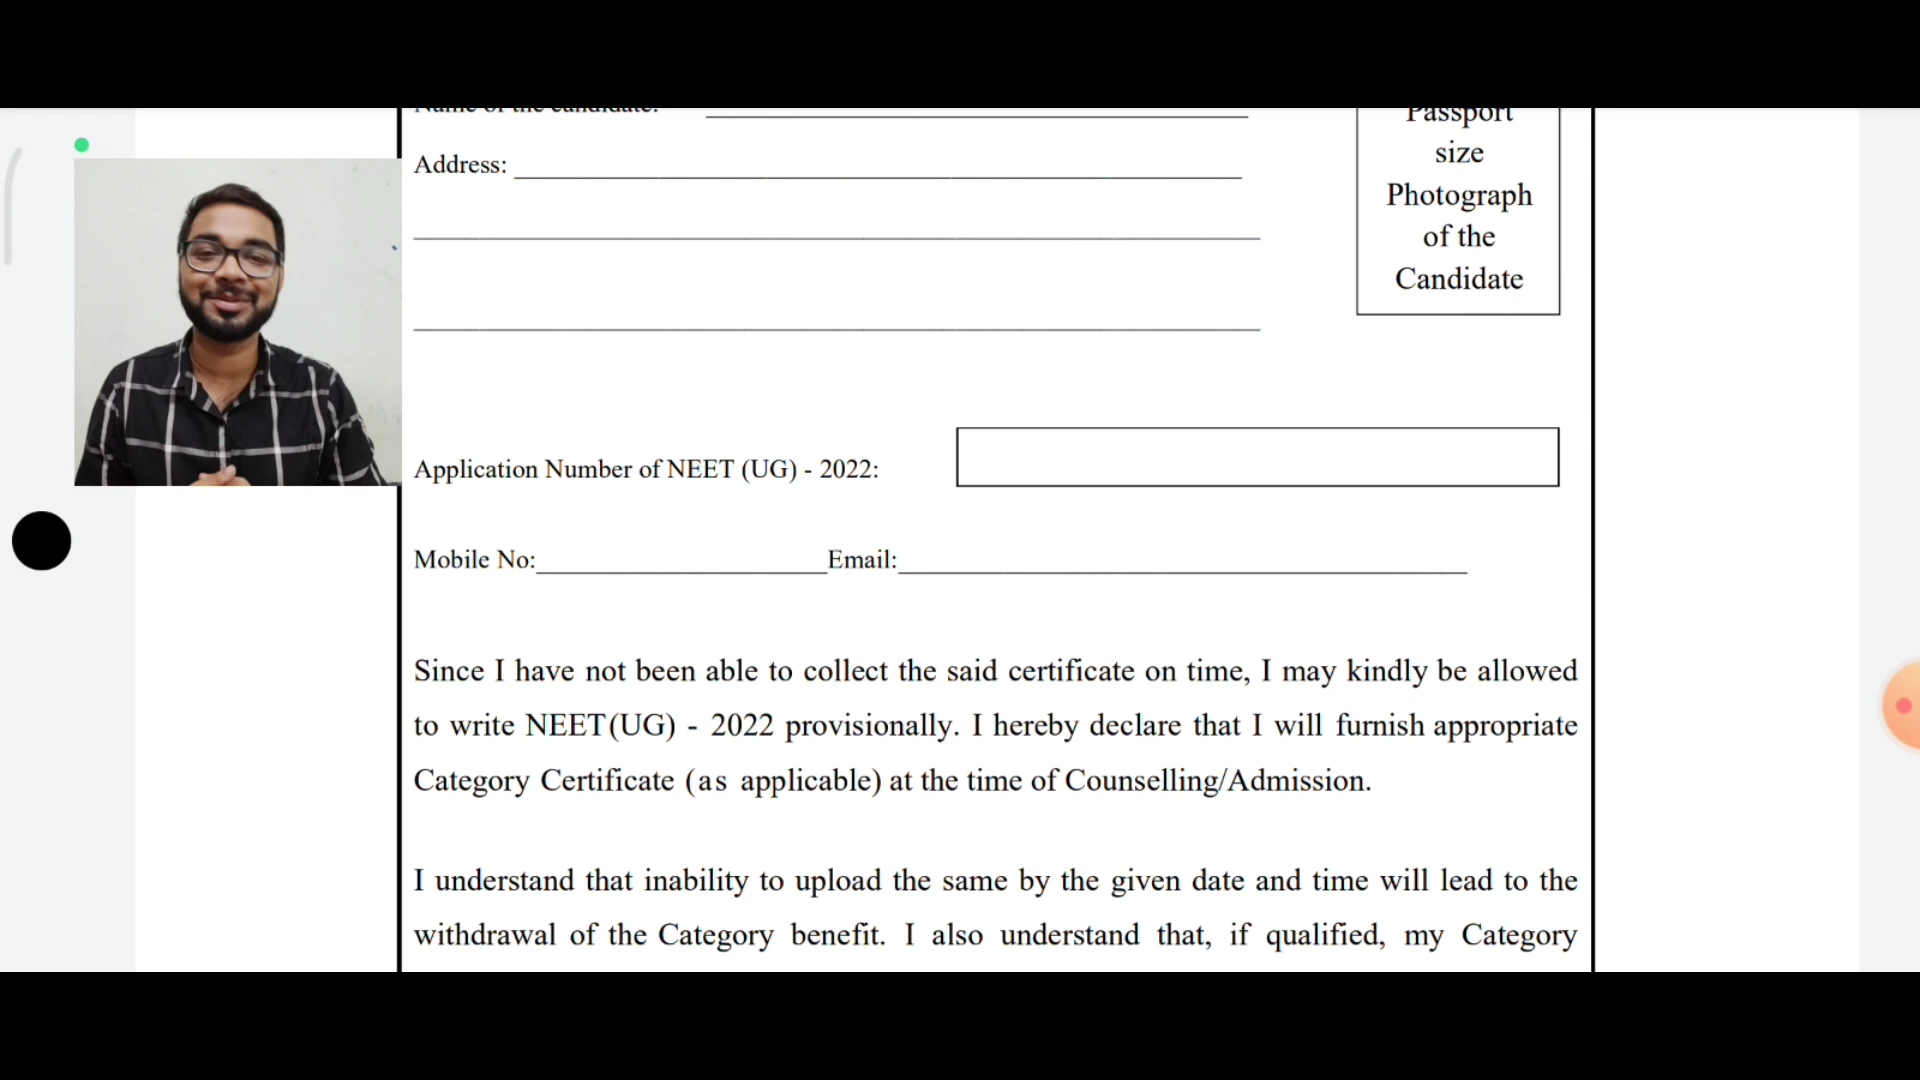 Name of the candidate:
Passport
size
Photograph
of the
Candidate
Address:
Application Number of NEET (UG) - 2022:
Mobile No: Email:
Since I have not been able to collect the said certificate on time, I may kindly be allowed
to write NEET(UG) - 2022 provisionally. I hereby declare that I will furnish appropriate
Category Certificate (as applicable) at the time of Counselling/Admission.
I understand that inability to upload the same by the given date and time will lead to the
withdrawal of the Category benefit. I also understand that, if qualified, my Category